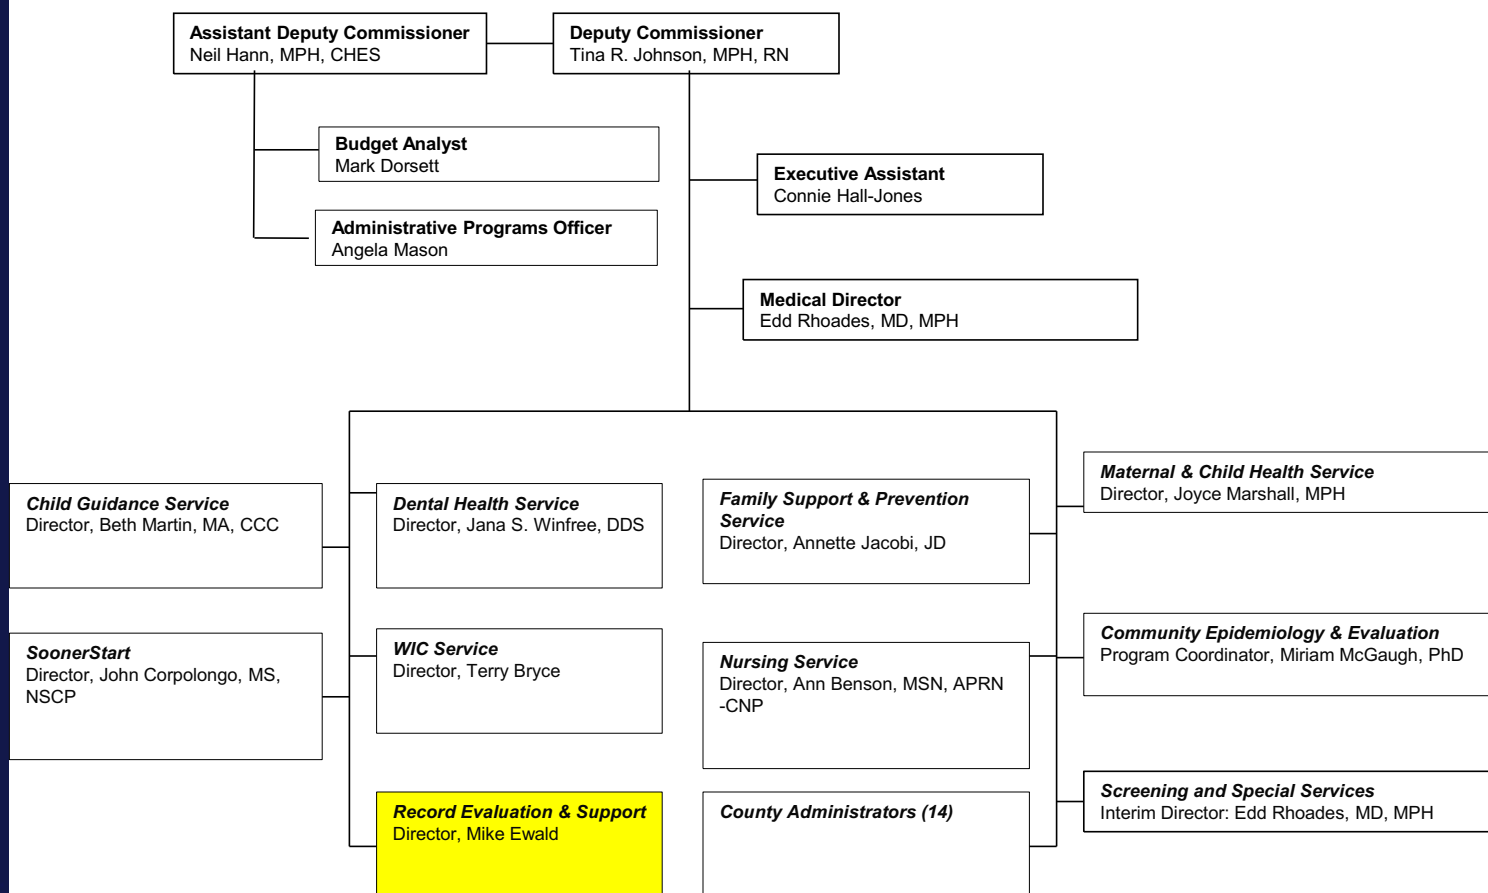 Assistant Deputy Commissioner
Neil Hann, MPH, CHES
Deputy Commissioner
Tina R. Johnson, MPH, RN
Budget Analyst
Mark Dorsett
Executive Assistant
Connie Hall-Jones
Administrative Programs Officer
Angela Mason
Medical Director
Edd Rhoades, MD, MPH
Child Guidance Service
Director, Beth Martin, MA, CCC
Dental Health Service
Director, Jana S. Winfree, DDS
Family Support & Prevention
Service
Director, Annette Jacobi, JD
Maternal & Child Health Service
Director, Joyce Marshall, MPH
SoonerStart
Director, John Corpolongo, MS,
NSCP
WIC Service
Director, Terry Bryce
Nursing Service
Director, Ann Benson, MSN, APRN
-CNP
Community Epidemiology & Evaluation
Program Coordinator, Miriam McGaugh, PhD
Record Evaluation & Support
Director, Mike Ewald
County Administrators (14)
Screening and Special Services
Interim Director: Edd Rhoades, MD, MPH